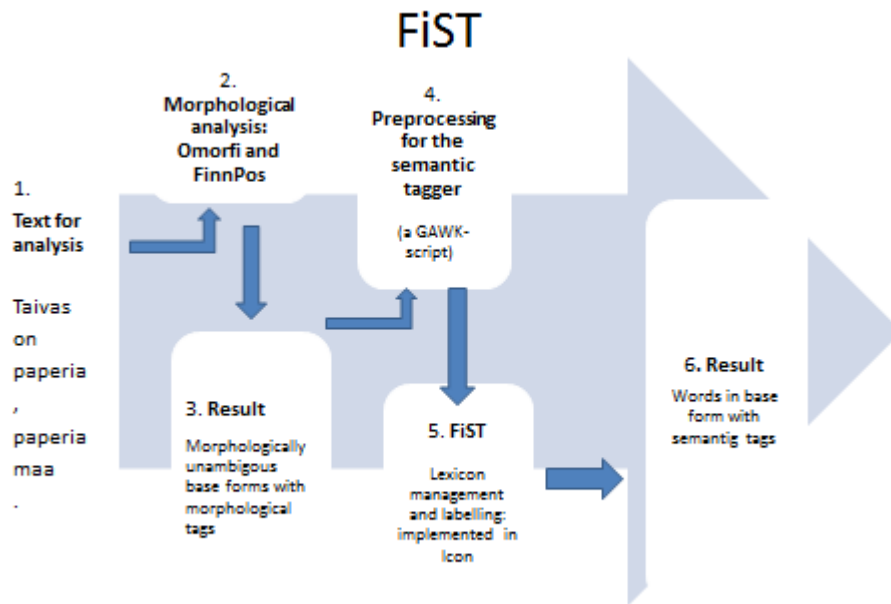 FiST
1.
Text for
analysis
Taivas
on
paperia
,
paperia
maa
.
2.
Morphological
analysis:
Omorfi and
FinnPos
3. Result
Morphologically
unambigous
base forms with
morphological
tags
4.
Preprocessing
for the
semantic
tagger
(a GAWK-
script)
5. FiST
Lexicon
management
and labelling:
implemented in
Icon
6. Result
Words in base
form with
semantig tags